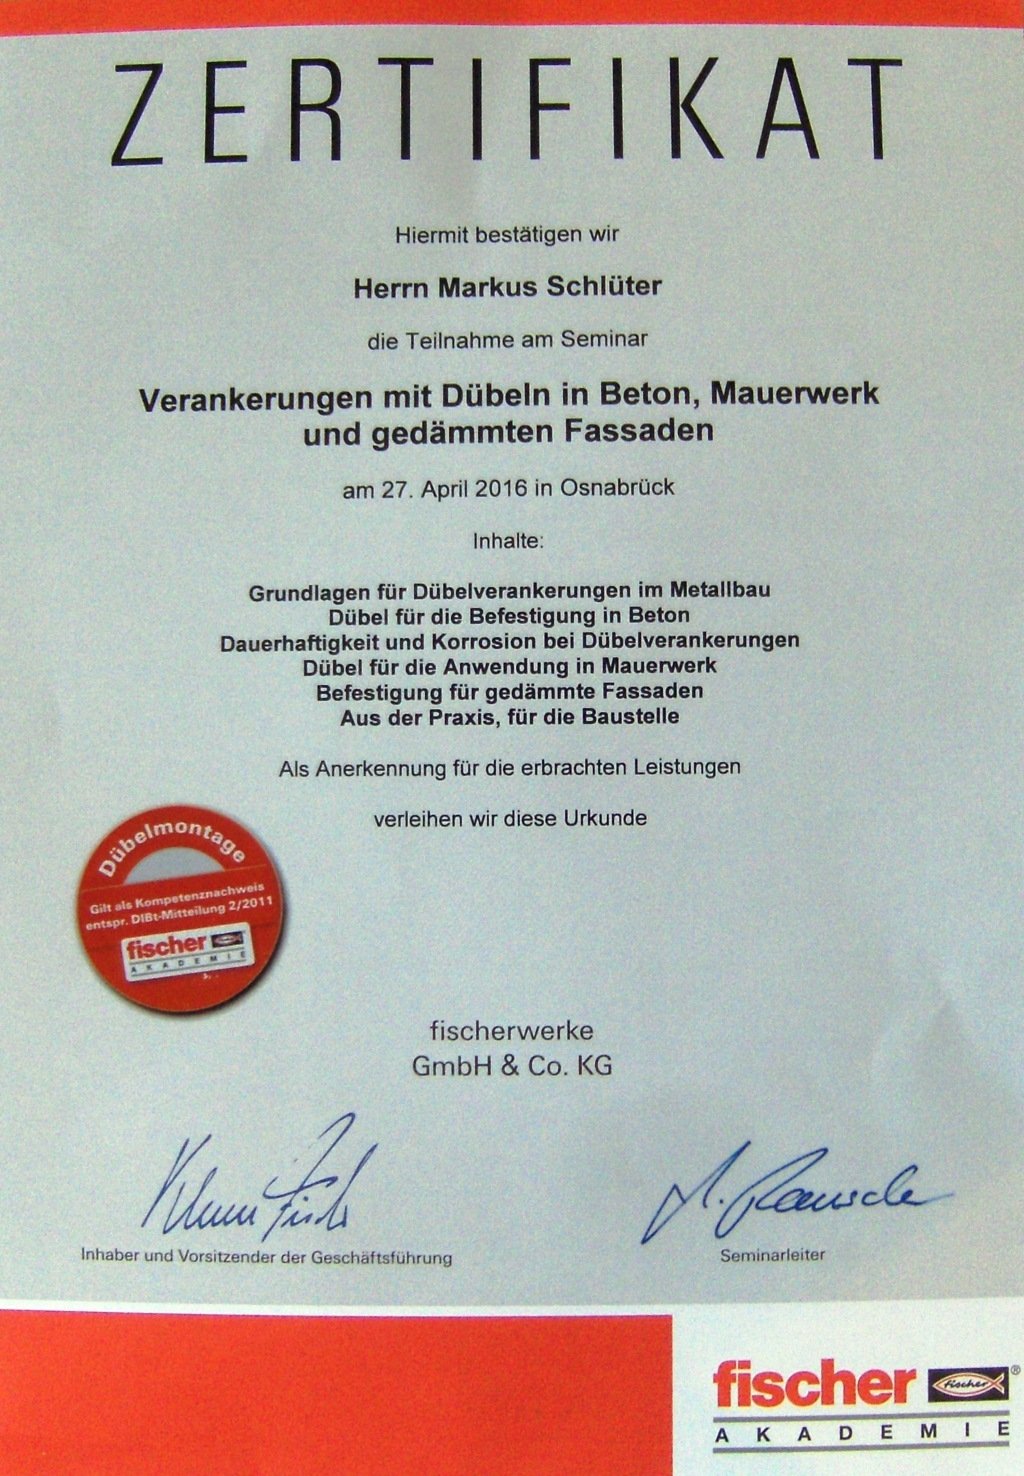 ZERTIFIKAT
Hiermit bestätigen wir
Herrn Markus Schlüter
die Teilnahme am Seminar
Verankerungen mit Dübeln in Beton, Mauerwerk
und gedämmten Fassaden
am 27. April 2016 in Osnabrück
Inhalte:
Grundlagen für Dübelverankerungen im Metallbau
Dübel für die Befestigung in Beton
Dauerhaftigkeit und Korrosion bei Dübelverankerungen
Dübel für die Anwendung in Mauerwerk
Befestigung für gedämmte Fassaden
Aus der Praxis, für die Baustelle
Als Anerkennung für die erbrachten Leistungen
verleihen wir diese Urkunde
Dübelmontage
Gilt als Kompetenznachweis
entspr. DIBt-Mitteilung 2/2011
fischer
AKADEMIE
fischerwerke
GmbH & Co. KG
Inhaber und Vorsitzender der Geschäftsführung
Seminarleiter
fischer fischer ®
AKADEMIE